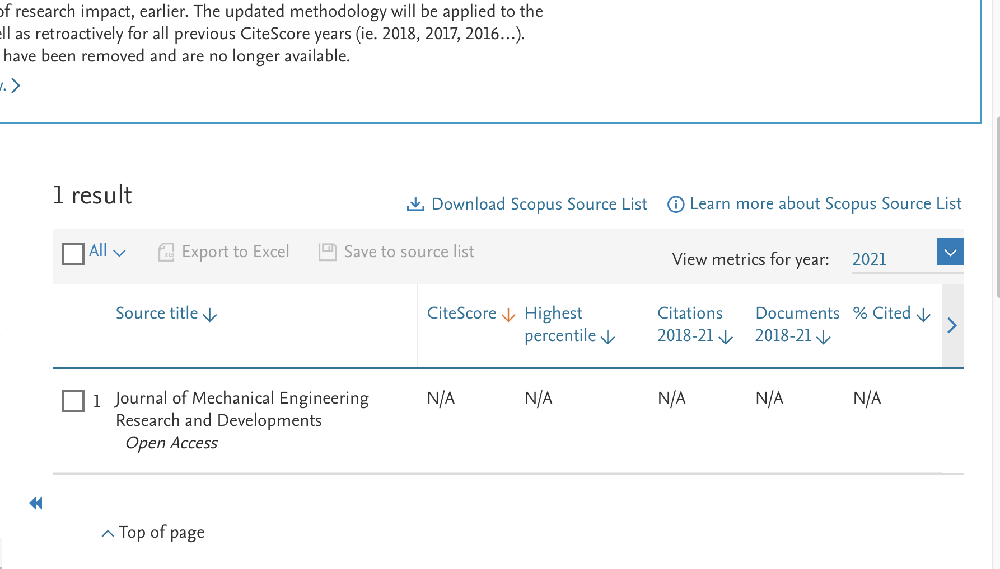 of research impact, earlier. The updated methodology will be applied to the
ell as retroactively for all previous CiteScore years (ie. 2018, 2017, 2016...).
have been removed and are no longer available.
y.
1 result
Download Scopus Source List
Learn more about Scopus Source List
All
XLS
Export to Excel
Save to source list
View metrics for year:
2021
Source title
CiteScore
Highest
percentile
Citations
2018-21
Documents
2018-21
% Cited
1
Journal of Mechanical Engineering
Research and Developments
Open Access
N/A
N/A
N/A
N/A
N/A
Top of page